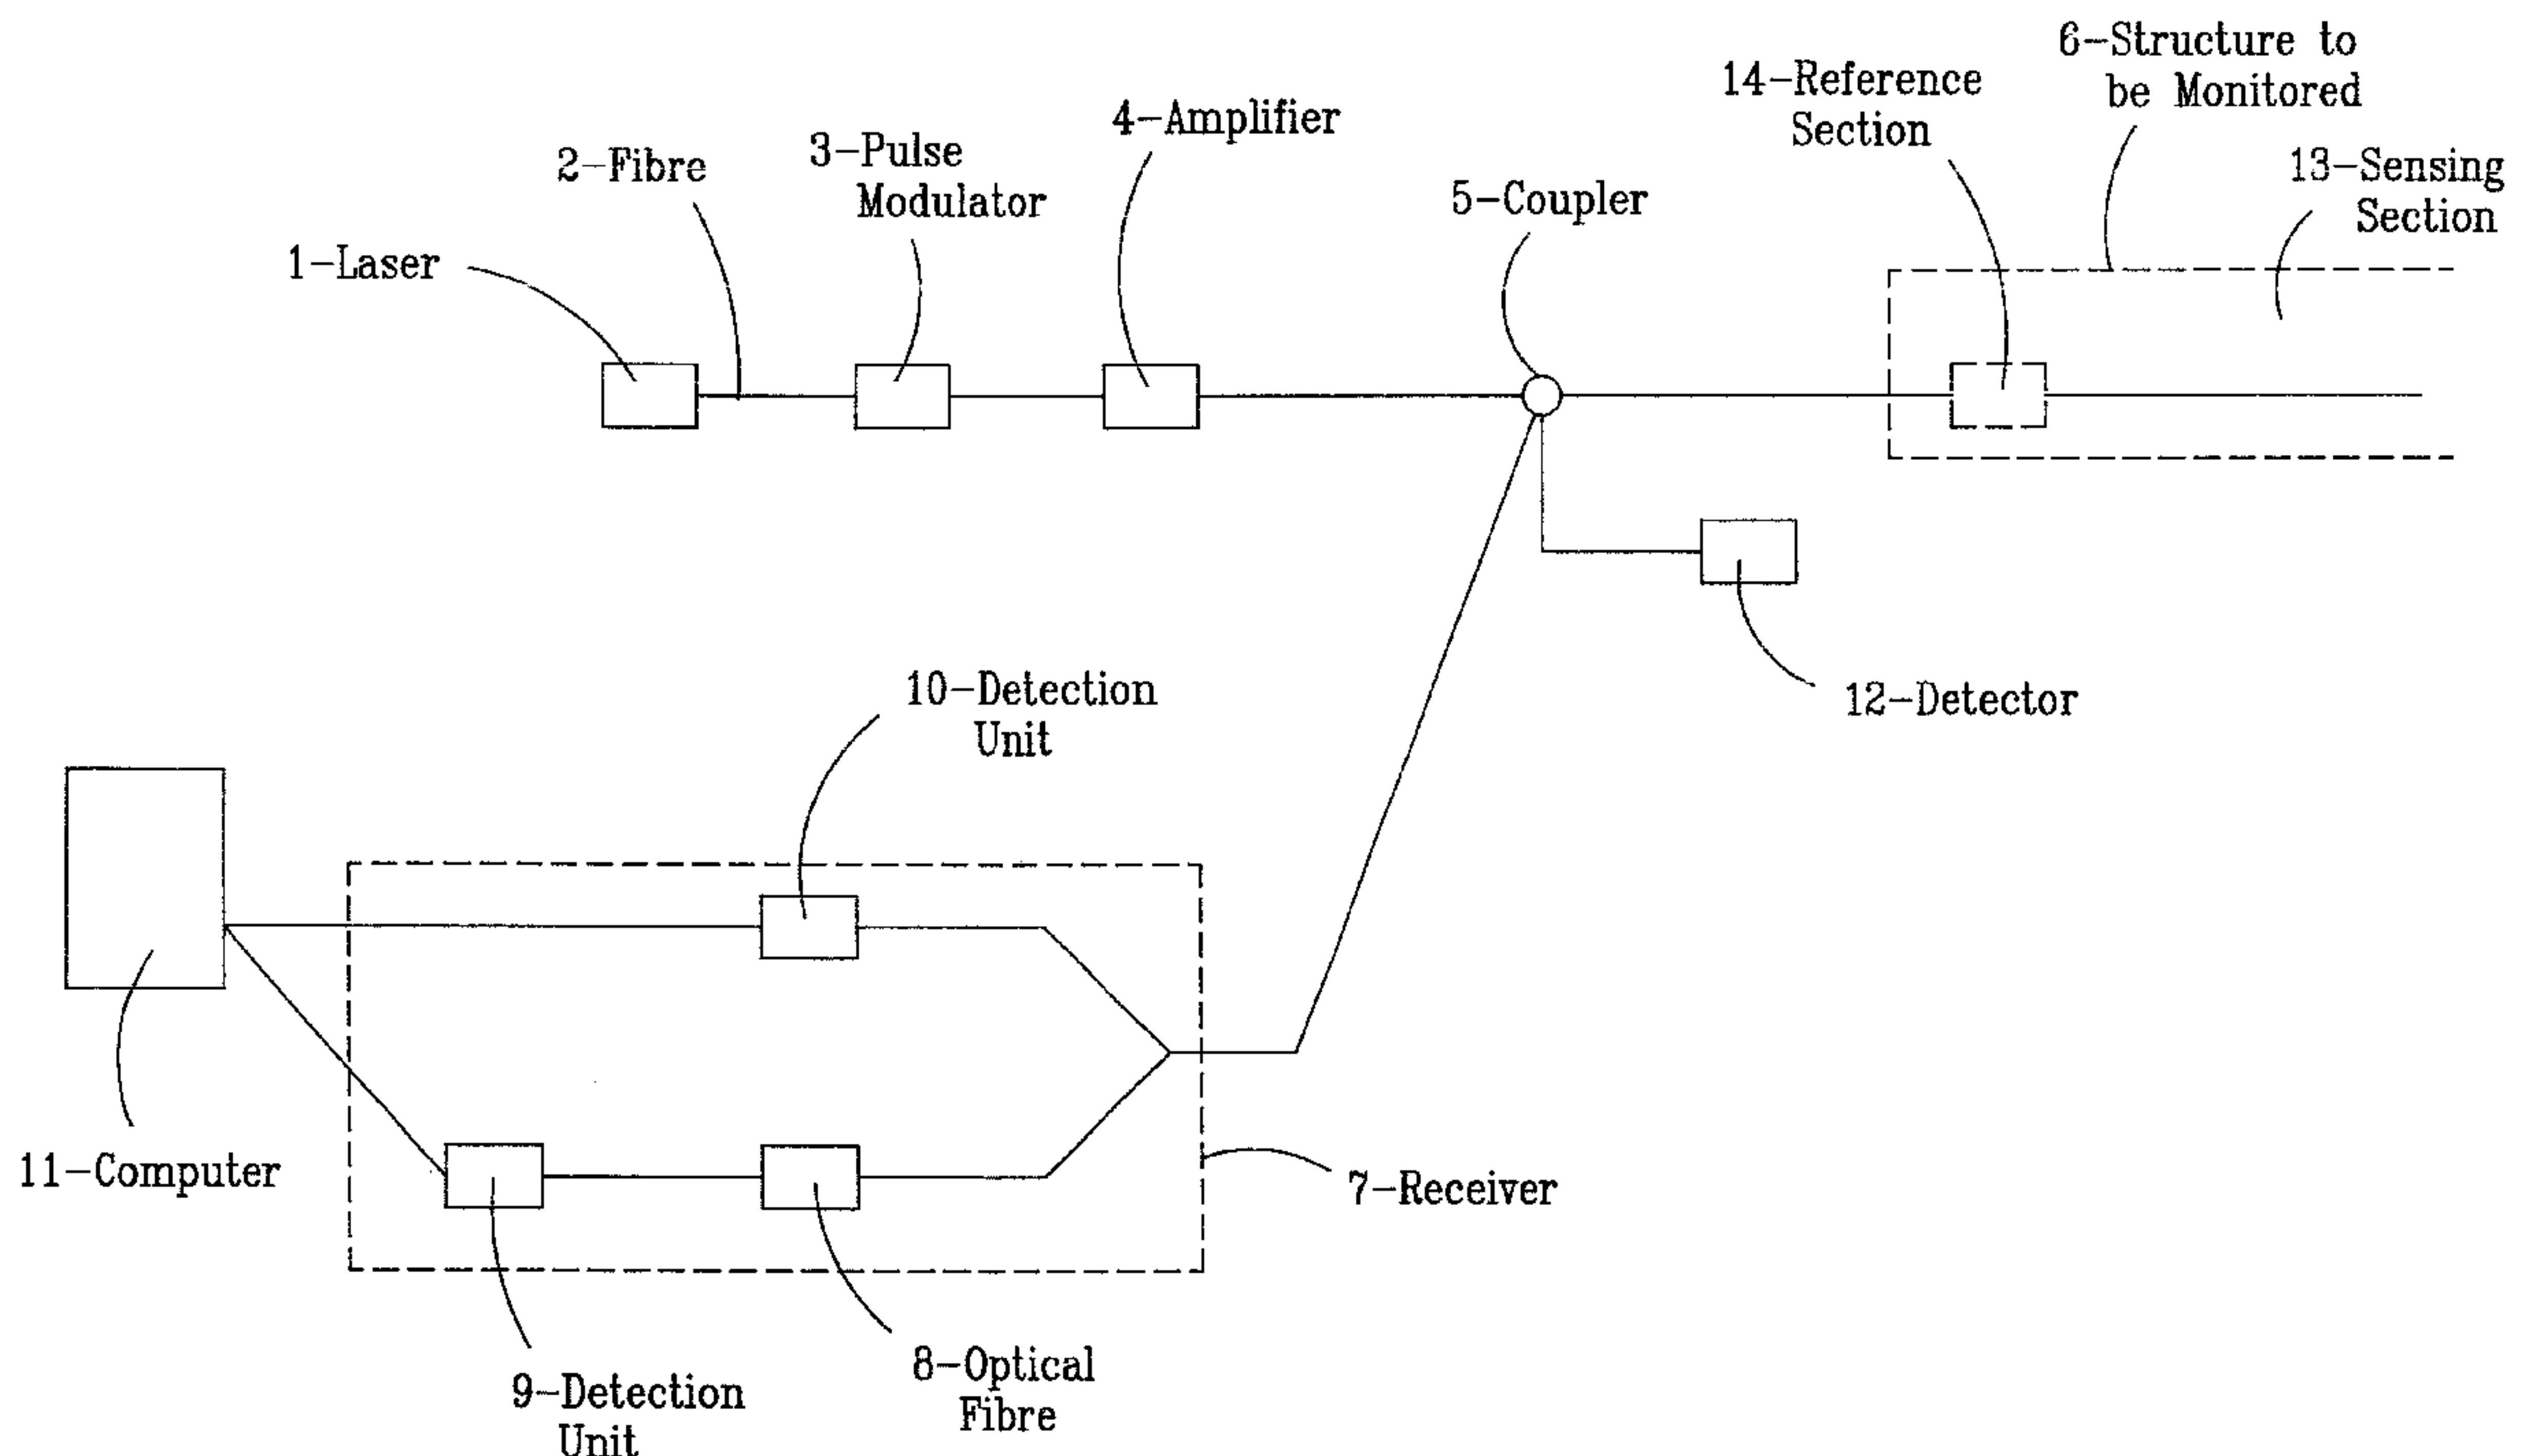 6-Structure to
be Monitored
14-Reference
Section
4-Amplifier
3-Pulse
Modulator
2-Fibre
13-Sensing
Section
5-Coupler
1-Laser
10-Detection
Unit
12-Detector
11-Computer
7-Receiver
8-Optical
Fibre
9-Detection
Unit